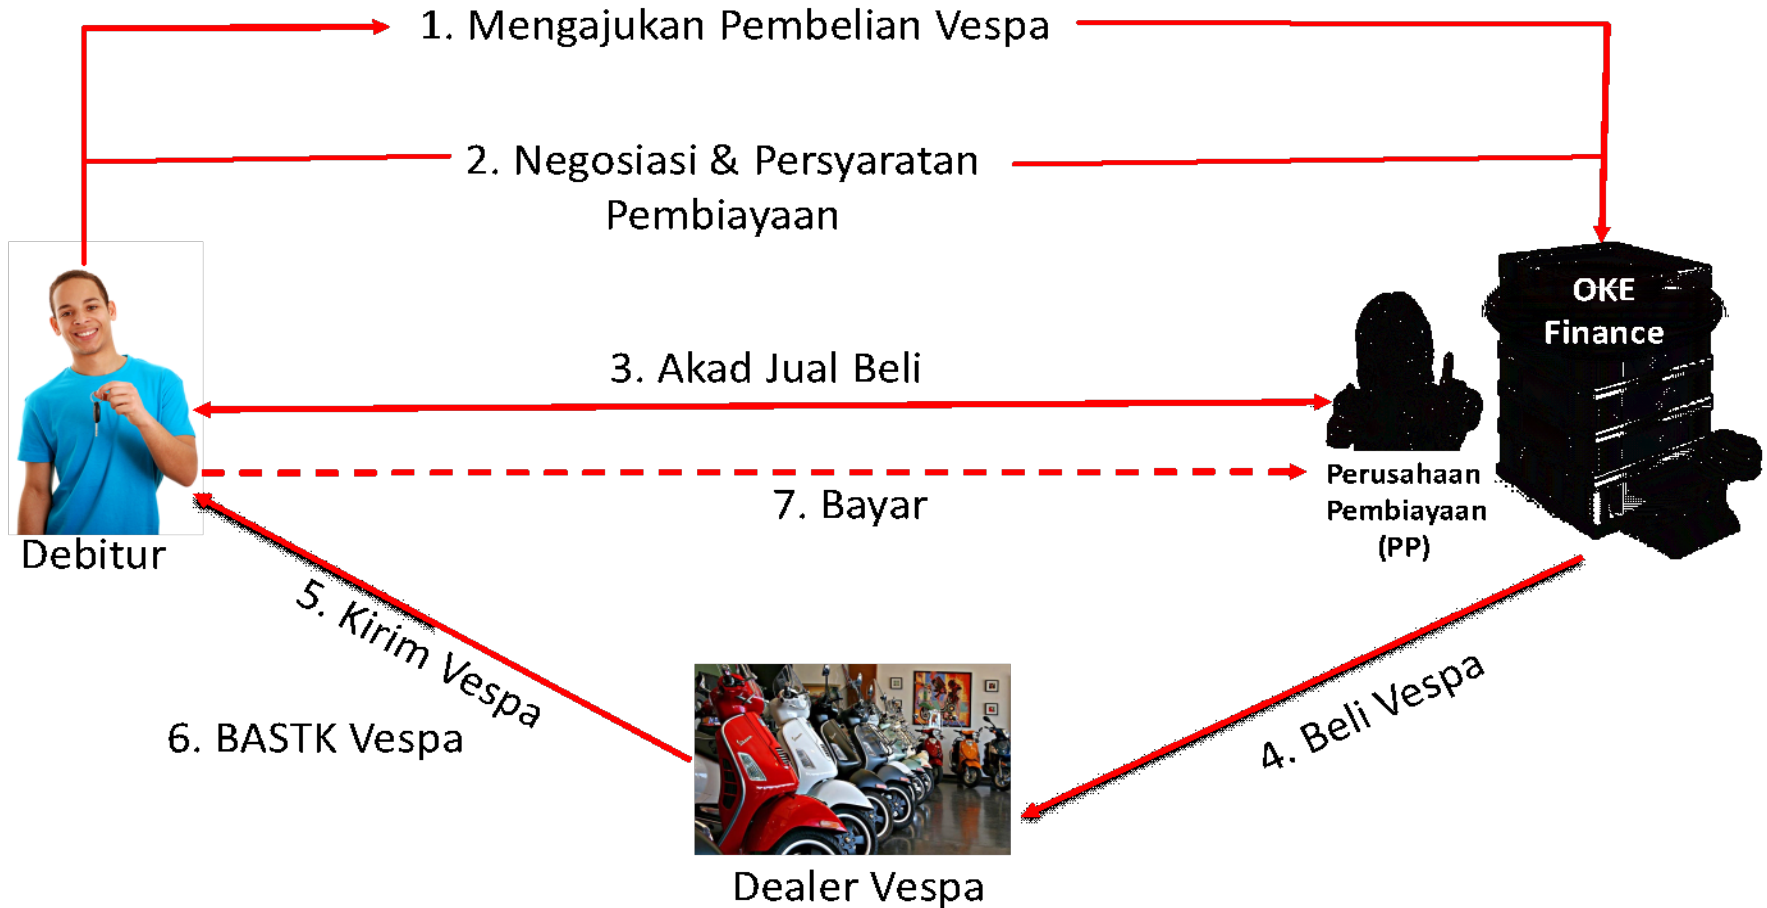 1. Mengajukan Pembelian Vespa
2. Negosiasi & Persyaratan
Pembiayaan
OKE
Finance
3. Akad Jual Beli
Perusahaan
Pembiayaan
(PP)
7. Bayar
Debitur
5. Kirim Vespa
6. BASTK Vespa
4. Beli Vespa
Dealer Vespa